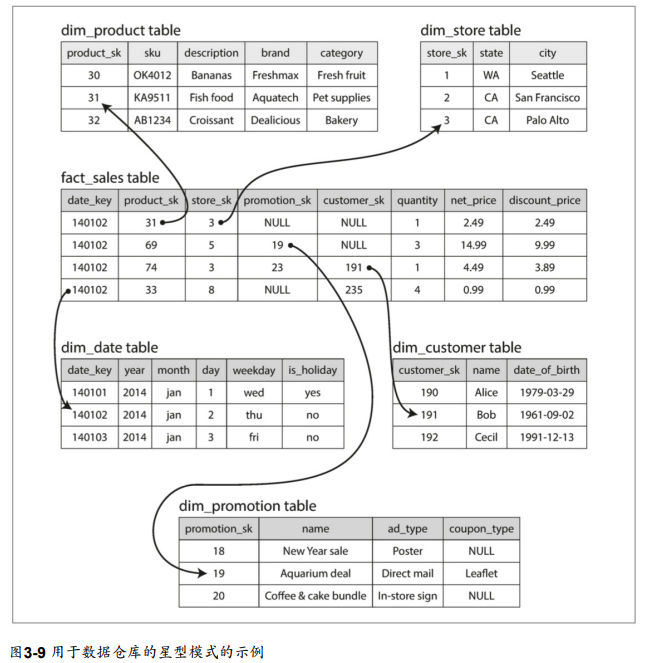 dim_product table
product_sk sku description brand category
30 OK4012 Bananas Freshmax Fresh fruit
31 KA9511 Fish food Aquatech Pet supplies
32 AB1234 Croissant Dealicious Bakery
dim_store table
store_sk state city
1 WA Seattle
2 CA San Francisco
3 CA Palo Alto
fact_sales table
date_key product_sk store_sk promotion_sk customer_sk quantity net_price discount_price
140102 31 3 NULL NULL 1 2.49 2.49
140102 69 5 19 NULL 3 14.99 9.99
140102 74 3 23 191 1 4.49 3.89
140102 33 8 NULL 235 4 0.99 0.99
dim_date table
date_key year month day weekday is_holiday
140101 2014 jan 1 wed yes
140102 2014 jan 2 thu no
140103 2014 jan 3 fri no
dim_customer table
customer_sk name date_of_birth
190 Alice 1979-03-29
191 Bob 1961-09-02
192 Cecil 1991-12-13
dim_promotion table
promotion_sk name ad_type coupon_type
18 New Year sale Poster NULL
19 Aquarium deal Direct mail Leaflet
20 Coffee & cake bundle In-store sign NULL
图3-9 用于数据仓库的星型模式的示例